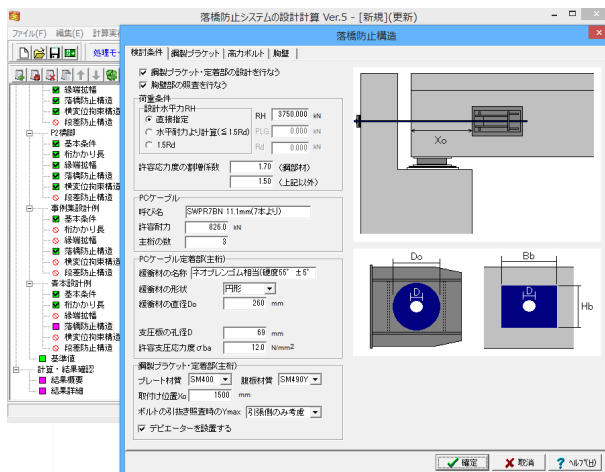 落橋防止システムの設計計算 Ver.5 - [新規](更新)
ファイル(F) 編集(E) 計算実
処理モー
縁端拡幅
落橋防止構造
横変位拘束構造
段差防止構造
P2橋脚
基本条件
桁かかり長
縁端拡幅
落橋防止構造
横変位拘束構造
段差防止構造
事例集設計例
基本条件
桁かかり長
縁端拡幅
落橋防止構造
横変位拘束構造
段差防止構造
青本設計例
基本条件
桁かかり長
縁端拡幅
落橋防止構造
横変位拘束構造
段差防止構造
基準値
計算・結果確認
結果概要
結果詳細
落橋防止構造
検討条件 鋼製ブラケット 高力ボルト 胸壁
鋼製ブラケット・定着部の設計を行なう
胸壁部の照査を行なう
荷重条件
設計水平力RH
直接指定
水平耐力より計算(≦1.5Rd)
1.5Rd
RH 3750.000 kN
PLG 0.000 kN
Rd 0.000 kN
許容応力度の割増係数 1.70 (鋼部材)
1.50 (上記以外)
PCケーブル
呼び名 SWPR7BN 11.1mm(7本より)
許容耐力 826.0 kN
主桁の数 3
PCケーブル定着部(主桁)
緩衝材の名称 ネオプレンゴム相当(硬度55°±5°
緩衝材の形状 円形
緩衝材の直径Do 260 mm
支圧板の孔径D 69 mm
許容支圧応力度σba 12.0 N/mm2
鋼製ブラケット・定着部(主桁)
プレート材質 SM400 腹板材質 SM490Y
取付け位置Xo 1500 mm
ボルトの引抜き照査時のYmax 引張側のみ考慮
デビエーターを設置する
Xo
Do
D
Bb
D
Hb
確定 取消 ? ヘルプ(H)